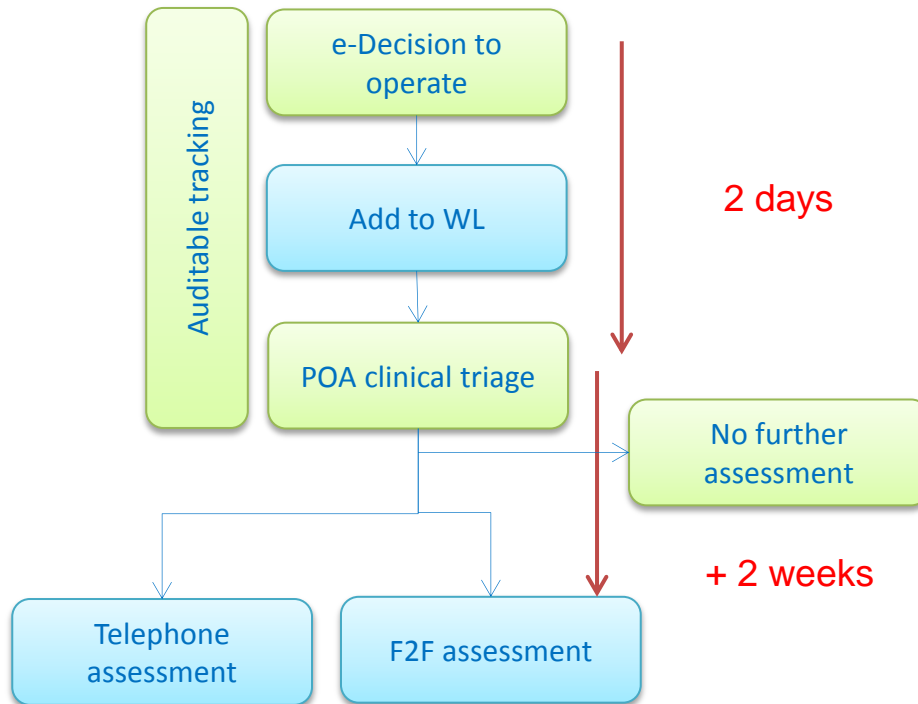 Auditable tracking
e-Decision to
operate
Add to WL
2 days
POA clinical triage
No further
assessment
+ 2 weeks
Telephone
assessment
F2F assessment